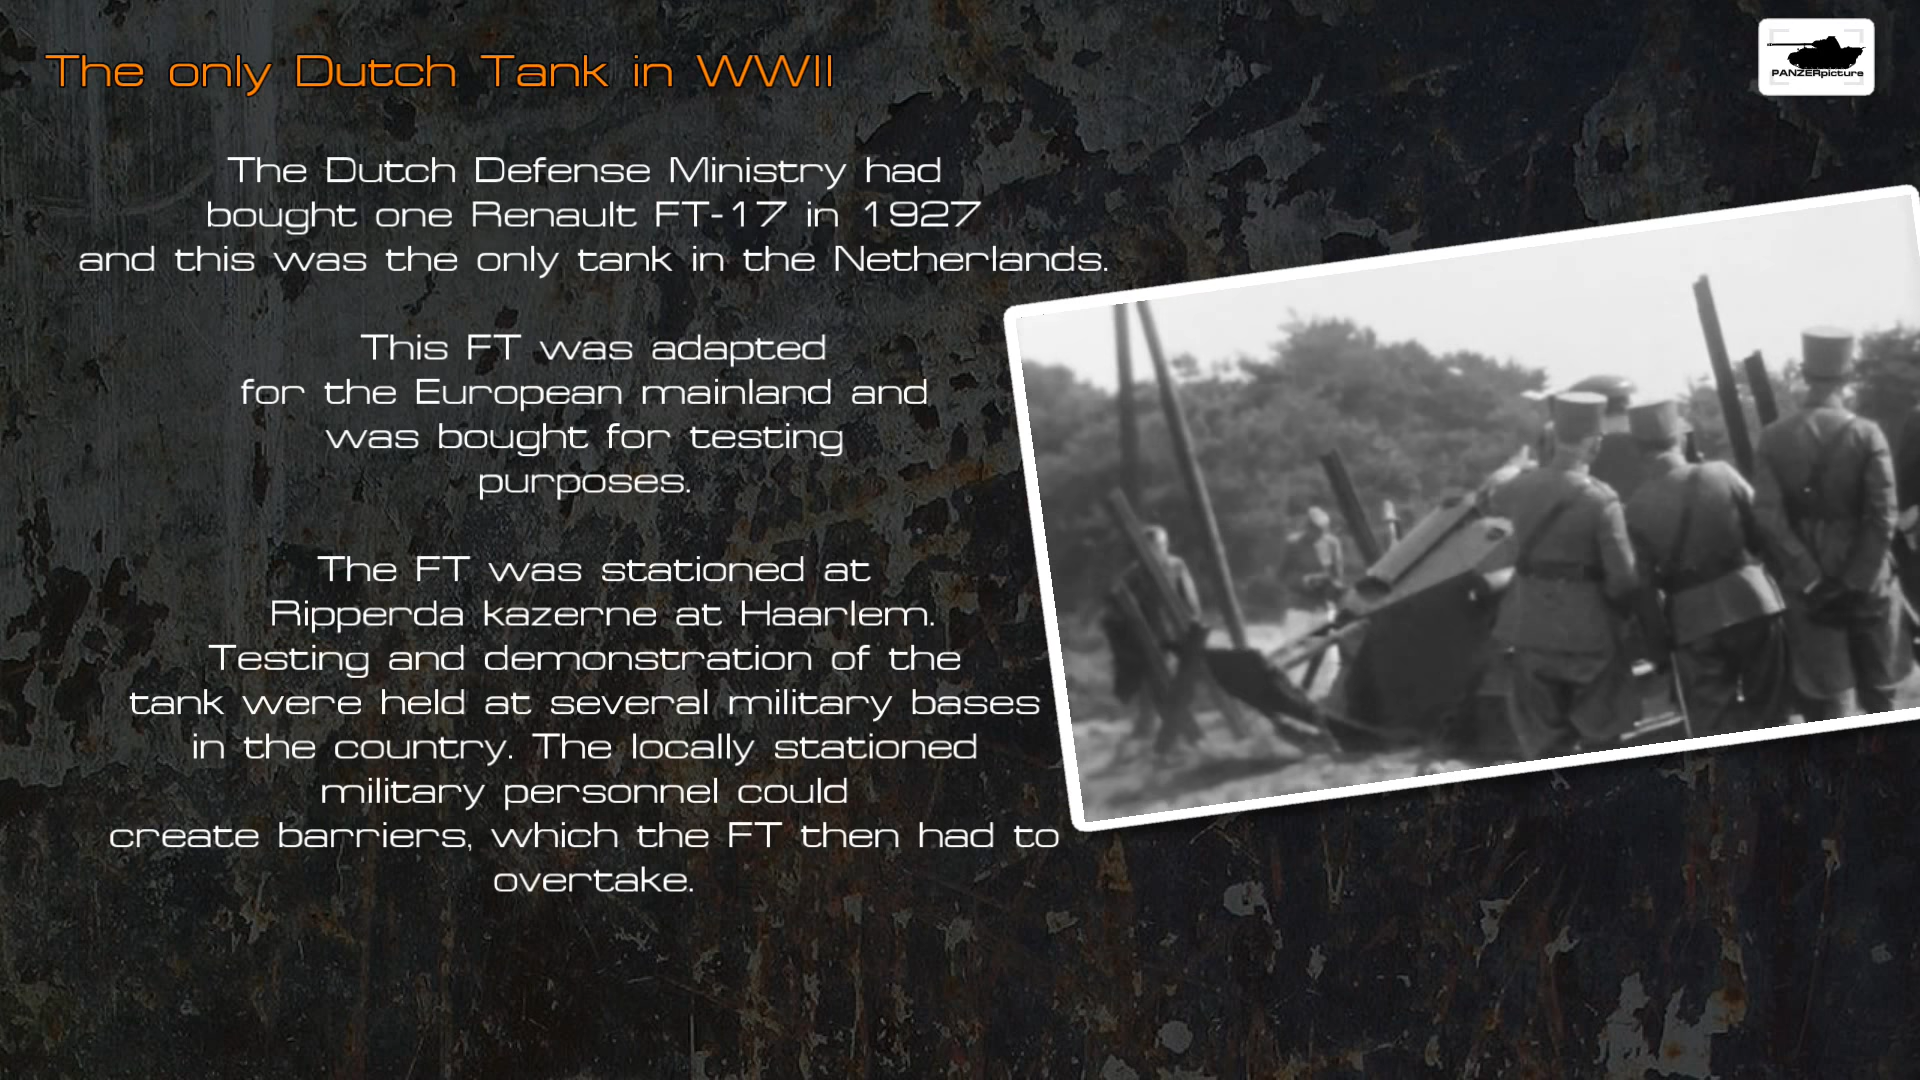 The only Dutch Tank in WWII
PANZERpicture
The Dutch Defense Ministry had
bought one Renault FT-17 in 1927
and this was the only tank in the Netherlands.
This FT was adapted
for the European mainland and
was bought for testing
purposes.
The FT was stationed at
Ripperda kazerne at Haarlem.
Testing and demonstration of the
tank were held at several military bases
in the country. The locally stationed
military personnel could
create barriers, which the FT then had to
overtake.